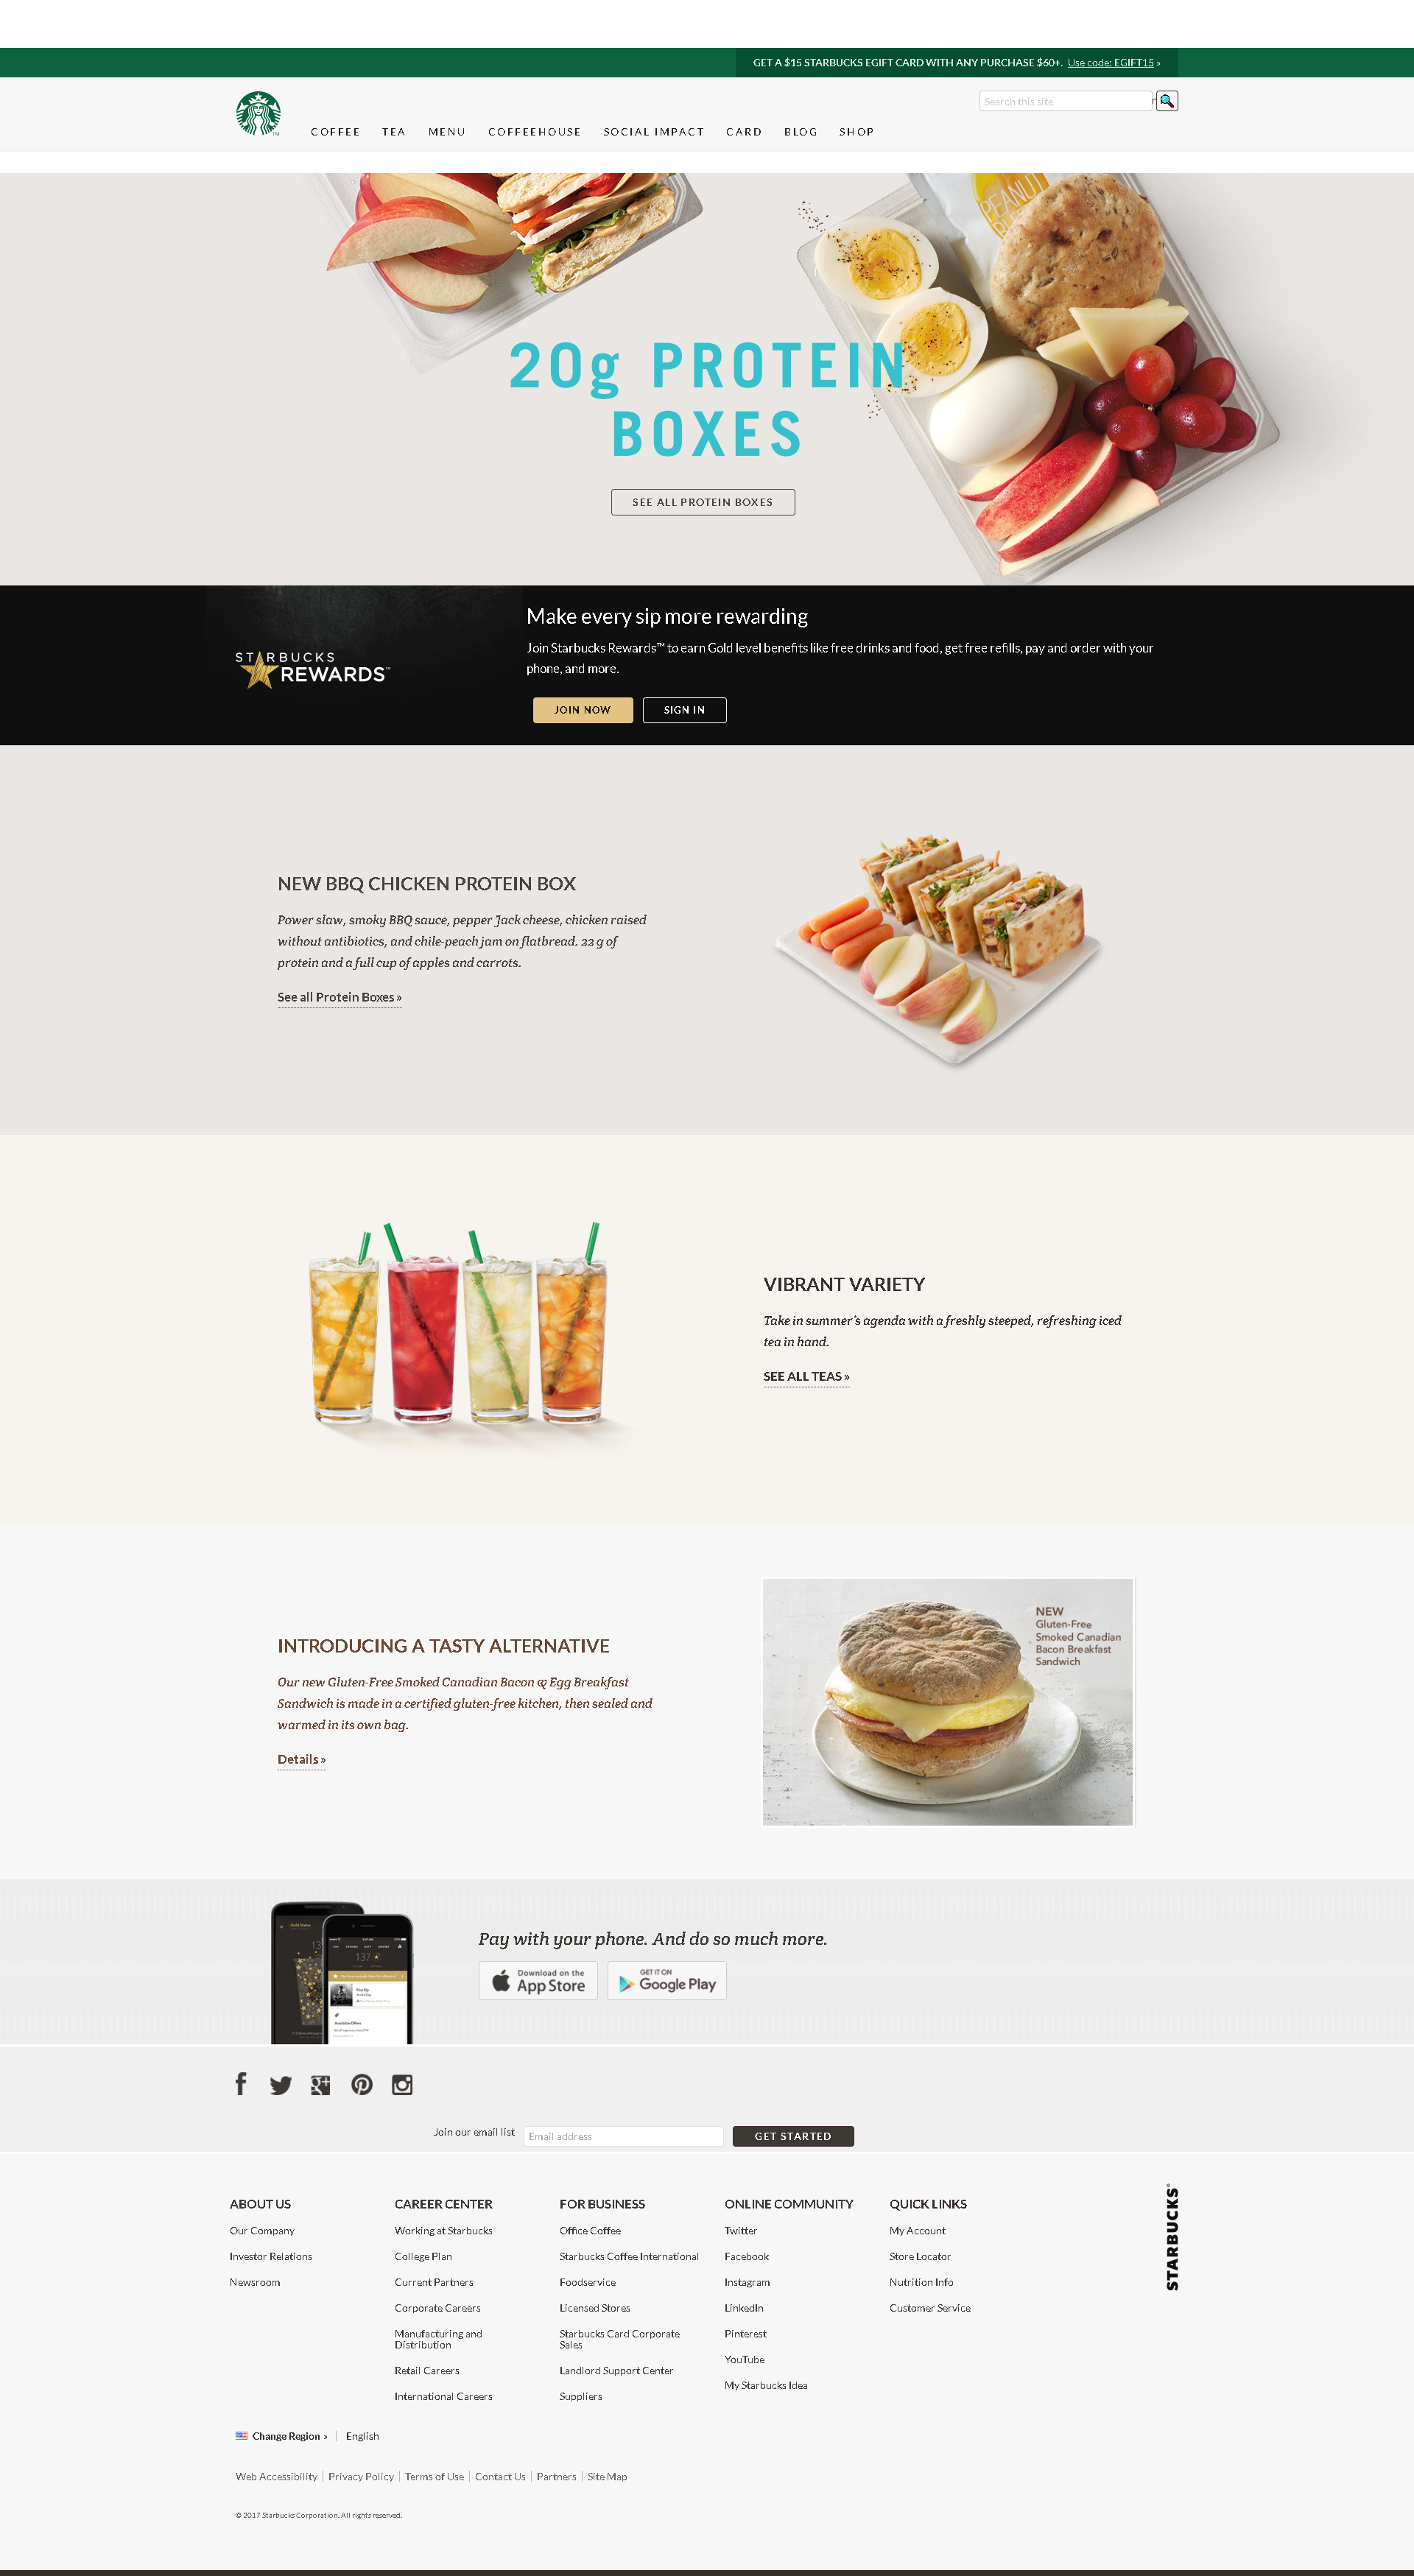 GET A $15 STARBUCKS EGIFT CARD WITH ANY PURCHASE $60+. Use code: EGIFT15 »
Search this site
COFFEE TEA MENU COFFEEHOUSE SOCIAL IMPACT CARD BLOG SHOP
PEANUT
20g PROTEIN
BOXES
SEE ALL PROTEIN BOXES
Make every sip more rewarding
STARBUCKS
REWARDS™
Join Starbucks Rewards™ to earn Gold level benefits like free drinks and food, get free refills, pay and order with your
phone, and more.
JOIN NOW SIGN IN
NEW BBQ CHICKEN PROTEIN BOX
Power slaw, smoky BBQ sauce, pepper Jack cheese, chicken raised
without antibiotics, and chile-peach jam on flatbread. 22 g of
protein and a full cup of apples and carrots.
See all Protein Boxes »
VIBRANT VARIETY
Take in summer's agenda with a freshly steeped, refreshing iced
tea in hand.
SEE ALL TEAS »
INTRODUCING A TASTY ALTERNATIVE
Our new Gluten-Free Smoked Canadian Bacon & Egg Breakfast
Sandwich is made in a certified gluten-free kitchen, then sealed and
warmed in its own bag.
Details »
NEW
Gluten-Free
Smoked Canadian
Bacon Breakfast
Sandwich
Gold Status
137
Available Offers
Pay with your phone. And do so much more.
Download on the
App Store
GET IT ON
Google Play
Join our email list Email address GET STARTED
ABOUT US
Our Company
Investor Relations
Newsroom
CAREER CENTER
Working at Starbucks
College Plan
Current Partners
Corporate Careers
Manufacturing and
Distribution
Retail Careers
International Careers
FOR BUSINESS
Office Coffee
Starbucks Coffee International
Foodservice
Licensed Stores
Starbucks Card Corporate
Sales
Landlord Support Center
Suppliers
ONLINE COMMUNITY
Twitter
Facebook
Instagram
LinkedIn
Pinterest
YouTube
My Starbucks Idea
QUICK LINKS
My Account
Store Locator
Nutrition Info
Customer Service
STARBUCKS®
Change Region » English
Web Accessibility Privacy Policy Terms of Use Contact Us Partners Site Map
© 2017 Starbucks Corporation. All rights reserved.